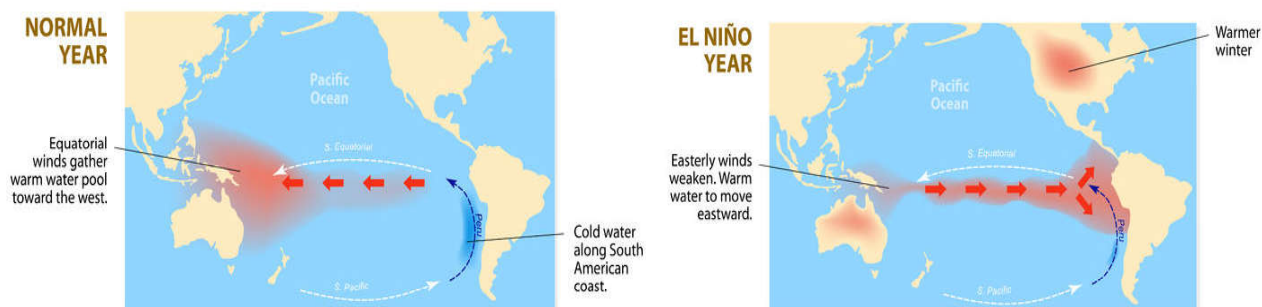 NORMAL
YEAR
Pacific
Ocean
Equatorial
winds gather
warm water pool
toward the west.
S. Equatorial
Peru
Cold water
along South
American
coast.
S. Pacific
EL NIÑO
YEAR
Warmer
winter
Pacific
Ocean
Easterly winds
weaken. Warm
water to move
eastward.
S. Equatorial
Peru
S. Pacific